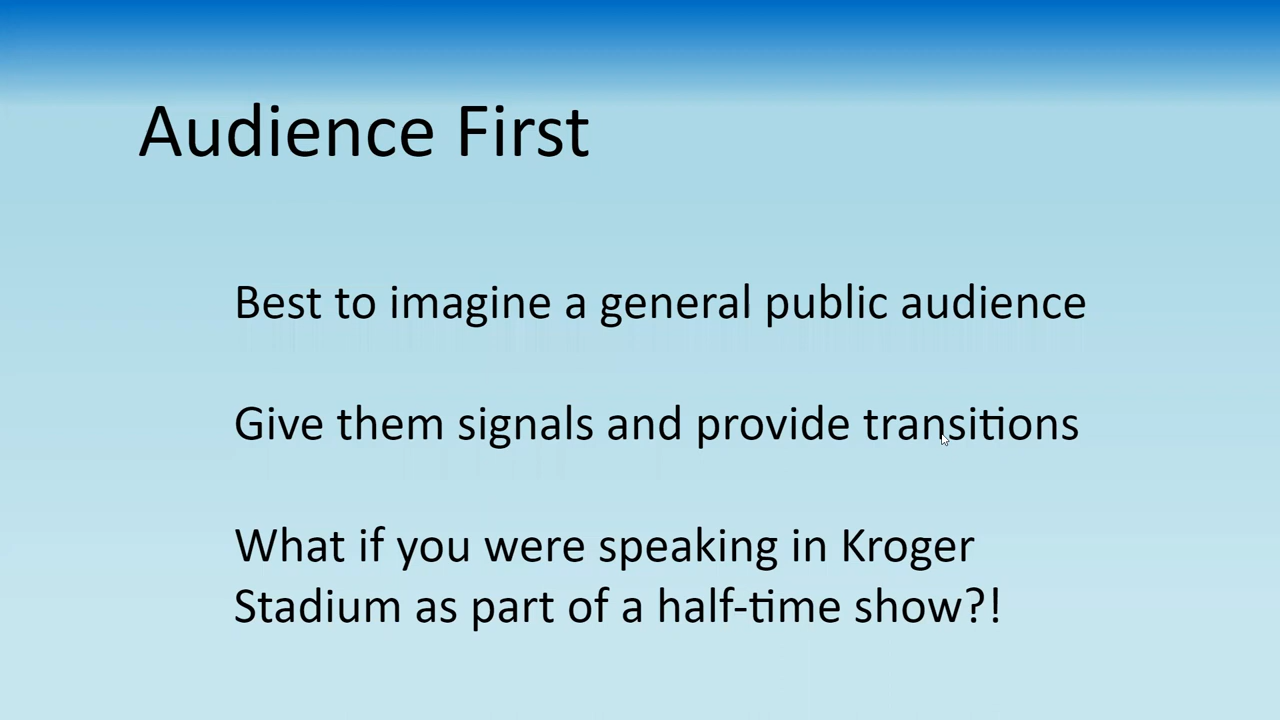 Audience First
Best to imagine a general public audience
Give them signals and provide transitions
What if you were speaking in Kroger
Stadium as part of a half-time show?!